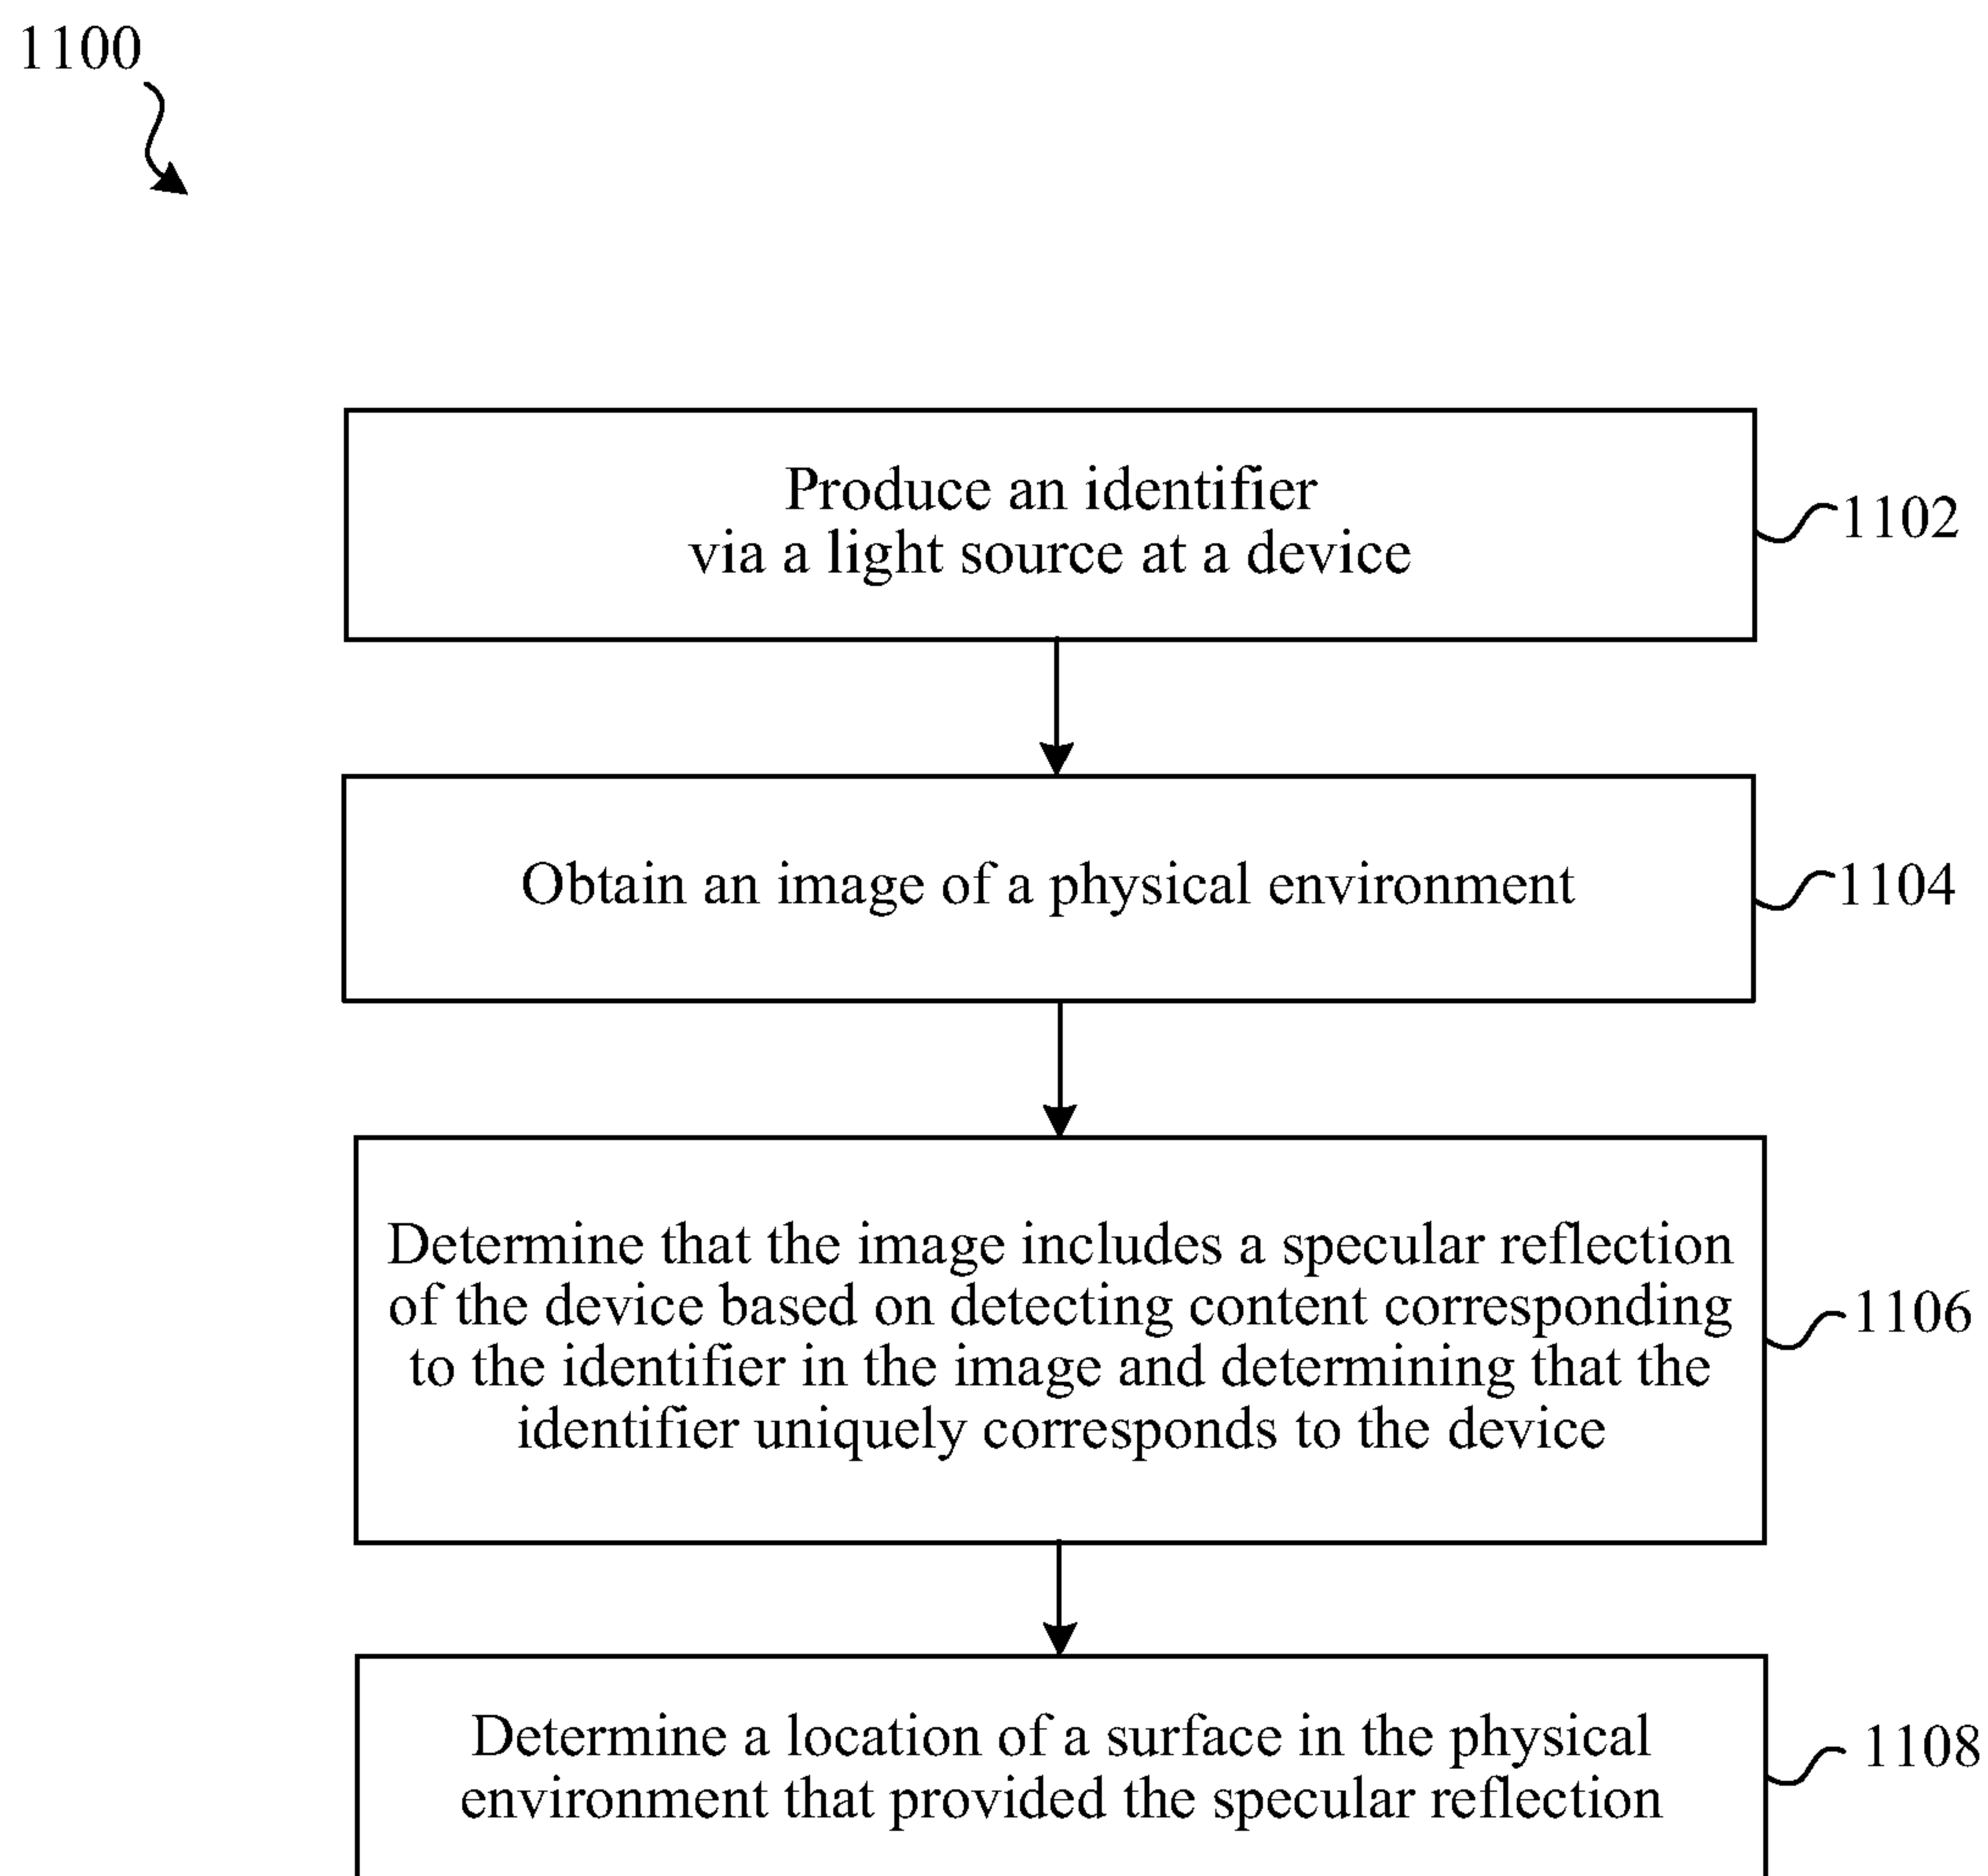 1100
Produce an identifier
via a light source at a device
1102
Obtain an image of a physical environment
1104
Determine that the image includes a specular reflection
of the device based on detecting content corresponding
to the identifier in the image and determining that the
identifier uniquely corresponds to the device
1106
Determine a location of a surface in the physical
environment that provided the specular reflection
1108